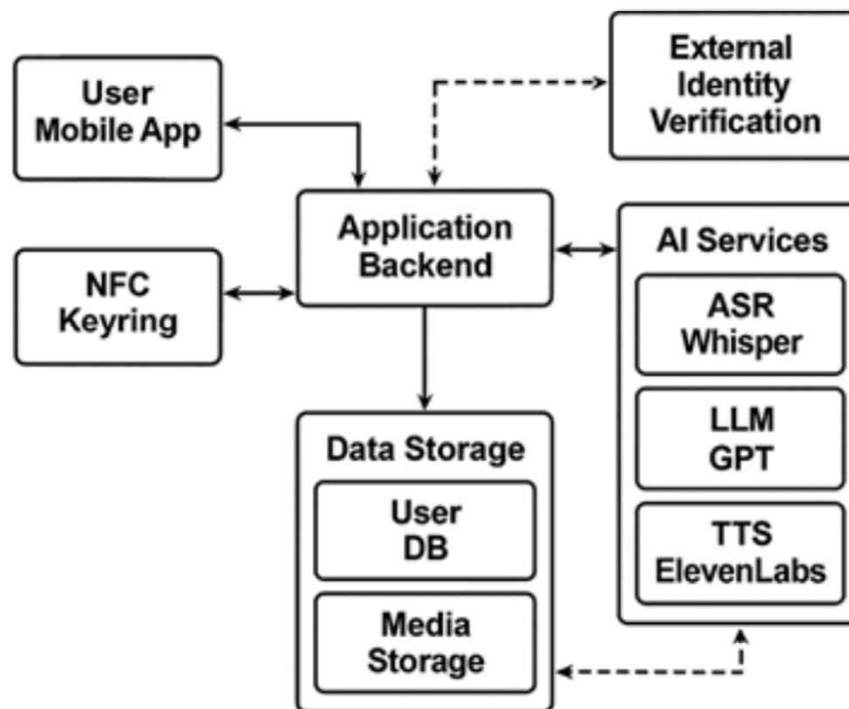 User
Mobile App
External
Identity
Verification
Application
Backend
NFC
Keyring
AI Services
ASR
Whisper
LLM
GPT
TTS
ElevenLabs
Data Storage
User
DB
Media
Storage